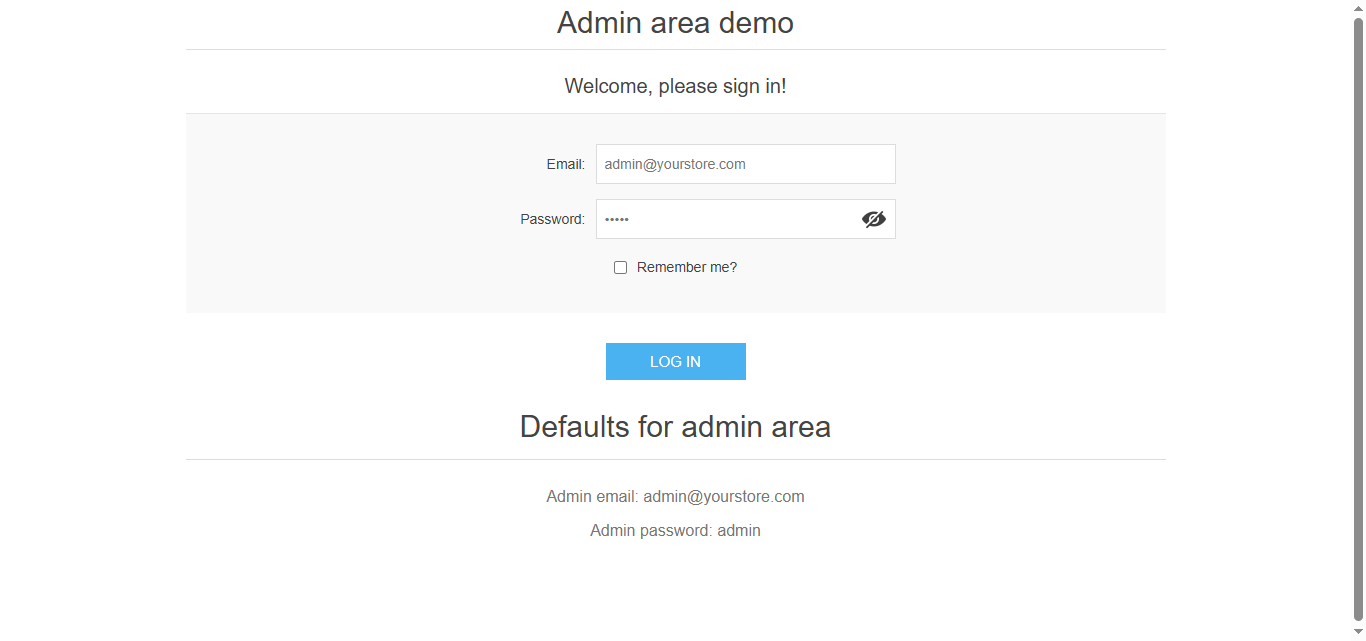 Admin area demo
Welcome, please sign in!
Email: admin@yourstore.com
Password: •••••
Remember me?
LOG IN
Defaults for admin area
Admin email: admin@yourstore.com
Admin password: admin